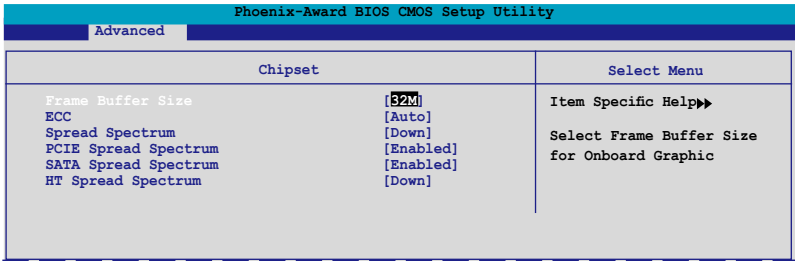 Phoenix-Award BIOS CMOS Setup Utility
Advanced
Chipset
Select Menu
Frame Buffer Size [32M]
ECC [Auto]
Spread Spectrum [Down]
PCIE Spread Spectrum [Enabled]
SATA Spread Spectrum [Enabled]
HT Spread Spectrum [Down]
Item Specific Help▶▶
Select Frame Buffer Size
for Onboard Graphic